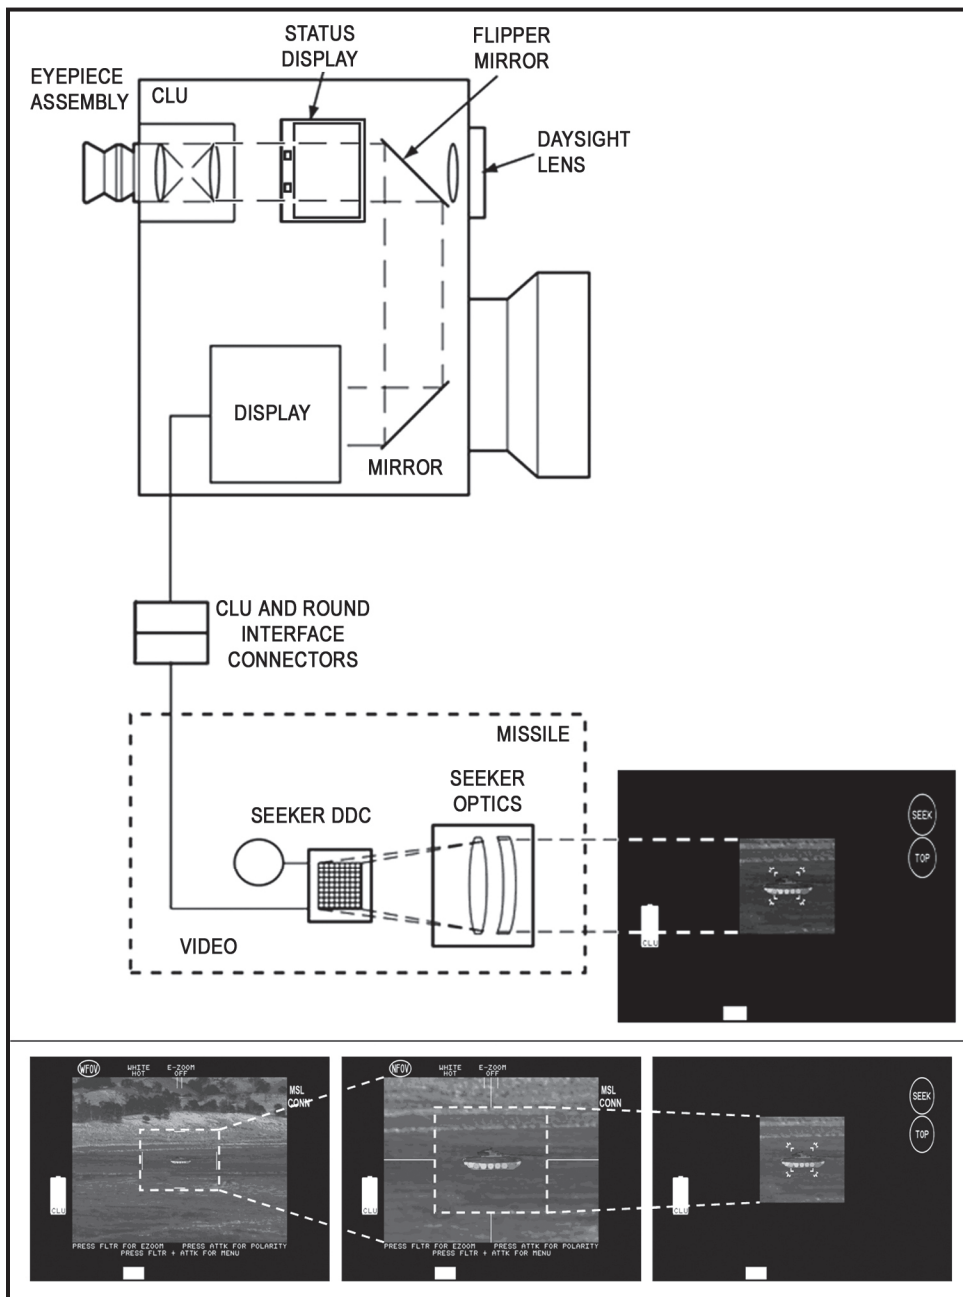 STATUS
DISPLAY
FLIPPER
MIRROR
EYEPIECE
ASSEMBLY
CLU
DAYSIGHT
LENS
DISPLAY
MIRROR
CLU AND ROUND
INTERFACE
CONNECTORS
MISSILE
SEEKER
OPTICS
SEEKER DDC
VIDEO
SEEK
TOP
CLU
WFOV
WHITE
HOT
E-ZOOM
OFF
MSL
CONN
CLU
PRESS FLTR FOR EZOOM PRESS ATTK FOR POLARITY
PRESS FLTR + ATTK FOR MENU
NFOV
WHITE
HOT
E-ZOOM
OFF
MSL
CONN
CLU
PRESS FLTR FOR EZOOM PRESS ATTK FOR POLARITY
PRESS FLTR + ATTK FOR MENU
SEEK
TOP
CLU